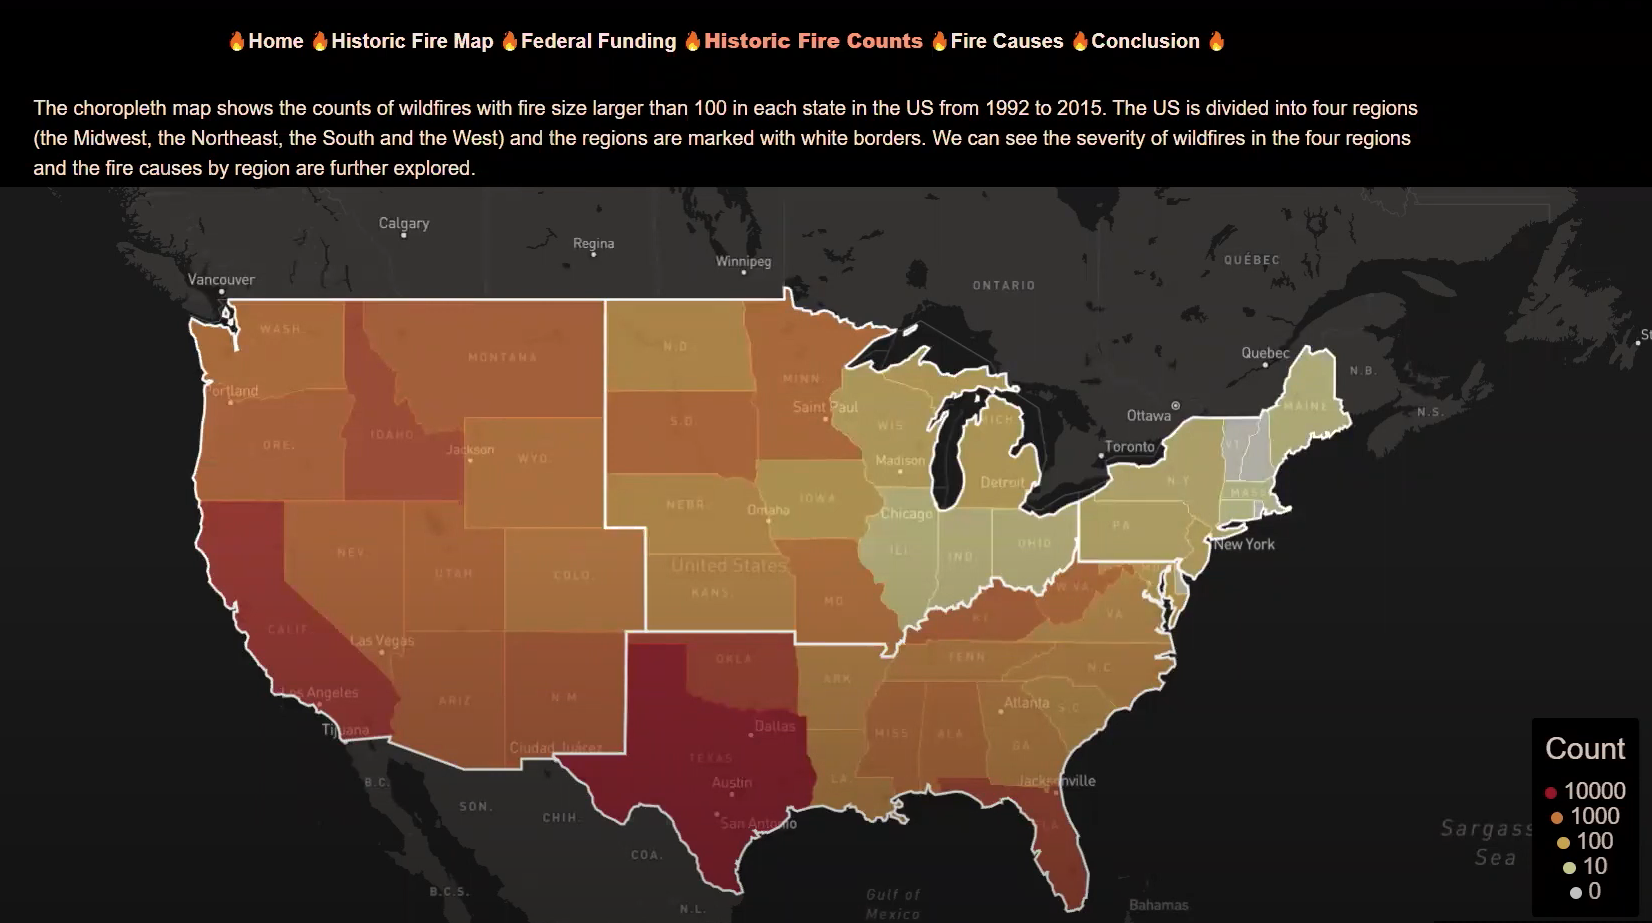 🔥Home 🔥Historic Fire Map 🔥Federal Funding 🔥Historic Fire Counts 🔥Fire Causes 🔥Conclusion 🔥
The choropleth map shows the counts of wildfires with fire size larger than 100 in each state in the US from 1992 to 2015. The US is divided into four regions
(the Midwest, the Northeast, the South and the West) and the regions are marked with white borders. We can see the severity of wildfires in the four regions
and the fire causes by region are further explored.
Calgary
Regina
Winnipeg
Vancouver
ONTARIO
QUÉBEC
WASH.
MONTANA
N.D.
MINN.
Quebec
N.B.
ortland
IDAHO
ORE.
Jackson
WYO.
S.D.
Saint Paul
WIS.
MICH.
Madison
Detroit
Ottawa
Toronto
MAINE
N.S.
VT.
N.Y.
MASS.
NEBR.
Omaha
IOWA
Chicago
ILL.
IND.
OHIO
PA.
New York
NEV.
UTAH
COLO.
United States
KANS.
MO.
KY.
W.VA.
VA.
MD.
CALIF.
Las Vegas
Los Angeles
Tijuana
ARIZ.
N.M.
OKLA.
ARK.
TENN.
N.C.
S.C.
Atlanta
Ciudad Juárez
Dallas
TEXAS
Austin
San Antonio
LA.
MISS.
ALA.
GA.
Jacksonville
FLA.
B.C.
SON.
CHIH.
COA.
B.C.S.
N.L.
Gulf of
Mexico
Bahamas
Sargass
Sea
St
Count
10000
1000
100
10
0